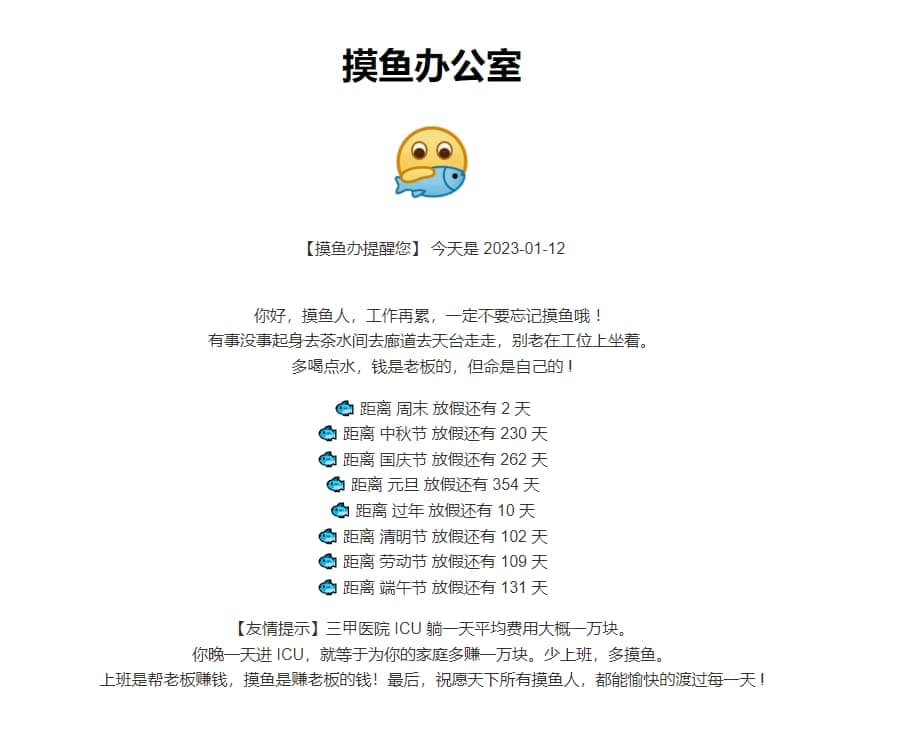 摸鱼办公室
【摸鱼办提醒您】 今天是 2023-01-12
你好，摸鱼人，工作再累，一定不要忘记摸鱼哦！
有事没事起身去茶水间去廊道去天台走走，别老在工位上坐着。
多喝点水，钱是老板的，但命是自己的！
距离 周末 放假还有 2 天
距离 中秋节 放假还有 230 天
距离 国庆节 放假还有 262 天
距离 元旦 放假还有 354 天
距离 过年 放假还有 10 天
距离 清明节 放假还有 102 天
距离 劳动节 放假还有 109 天
距离 端午节 放假还有 131 天
【友情提示】三甲医院 ICU 躺一天平均费用大概一万块。
你晚一天进 ICU，就等于为你的家庭多赚一万块。少上班，多摸鱼。
上班是帮老板赚钱，摸鱼是赚老板的钱！最后，祝愿天下所有摸鱼人，都能愉快的渡过每一天！